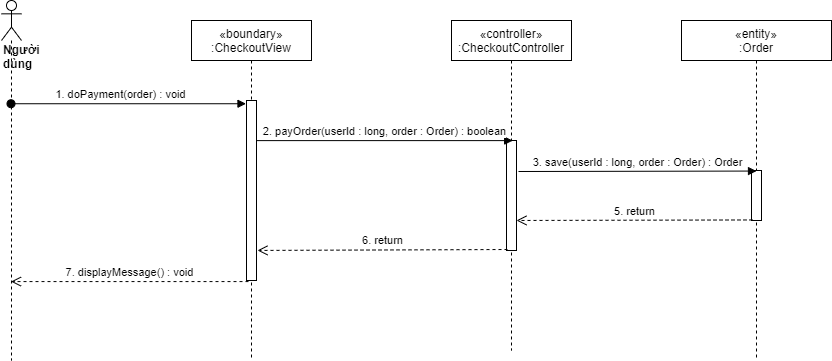 Người
dùng
«boundary»
:CheckoutView
«controller»
:CheckoutController
«entity»
:Order
1. doPayment(order) : void
2. payOrder(userId : long, order : Order) : boolean
3. save(userId : long, order : Order) : Order
5. return
6. return
7. displayMessage() : void